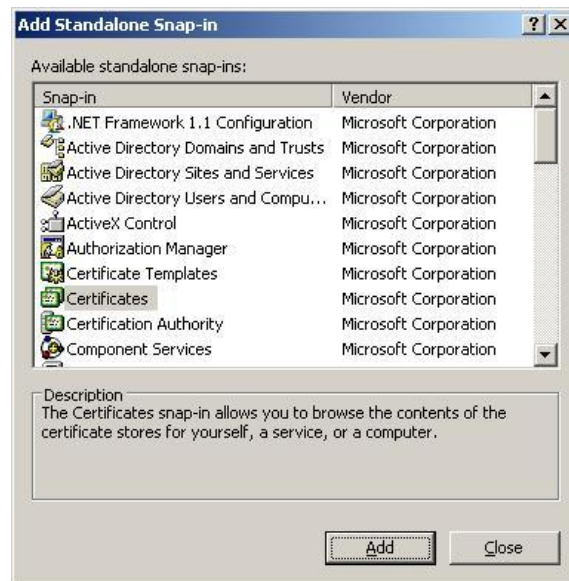 Add Standalone Snap-in
Available standalone snap-ins:
Snap-in Vendor
.NET Framework 1.1 Configuration Microsoft Corporation
Active Directory Domains and Trusts Microsoft Corporation
Active Directory Sites and Services Microsoft Corporation
Active Directory Users and Compu... Microsoft Corporation
ActiveX Control Microsoft Corporation
Authorization Manager Microsoft Corporation
Certificate Templates Microsoft Corporation
Certificates Microsoft Corporation
Certification Authority Microsoft Corporation
Component Services Microsoft Corporation
Description
The Certificates snap-in allows you to browse the contents of the
certificate stores for yourself, a service, or a computer.
Add Close